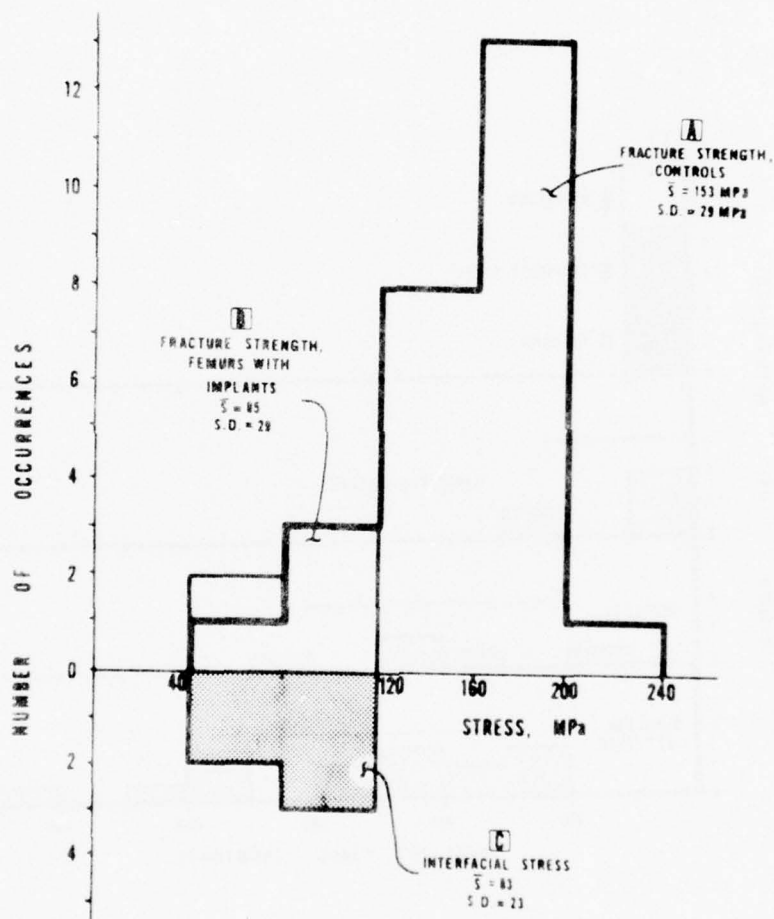 12
10
8
6
4
2
0
2
4
NUMBER OF OCCURRENCES
A
FRACTURE STRENGTH,
CONTROLS
S̄ = 153 MPa
S.D. = 29 MPa
B
FRACTURE STRENGTH,
FEMURS WITH
IMPLANTS
S̄ = 85
S.D. = 28
40
120
160
200
240
STRESS, MPa
C
INTERFACIAL STRESS
S̄ = 83
S.D = 23